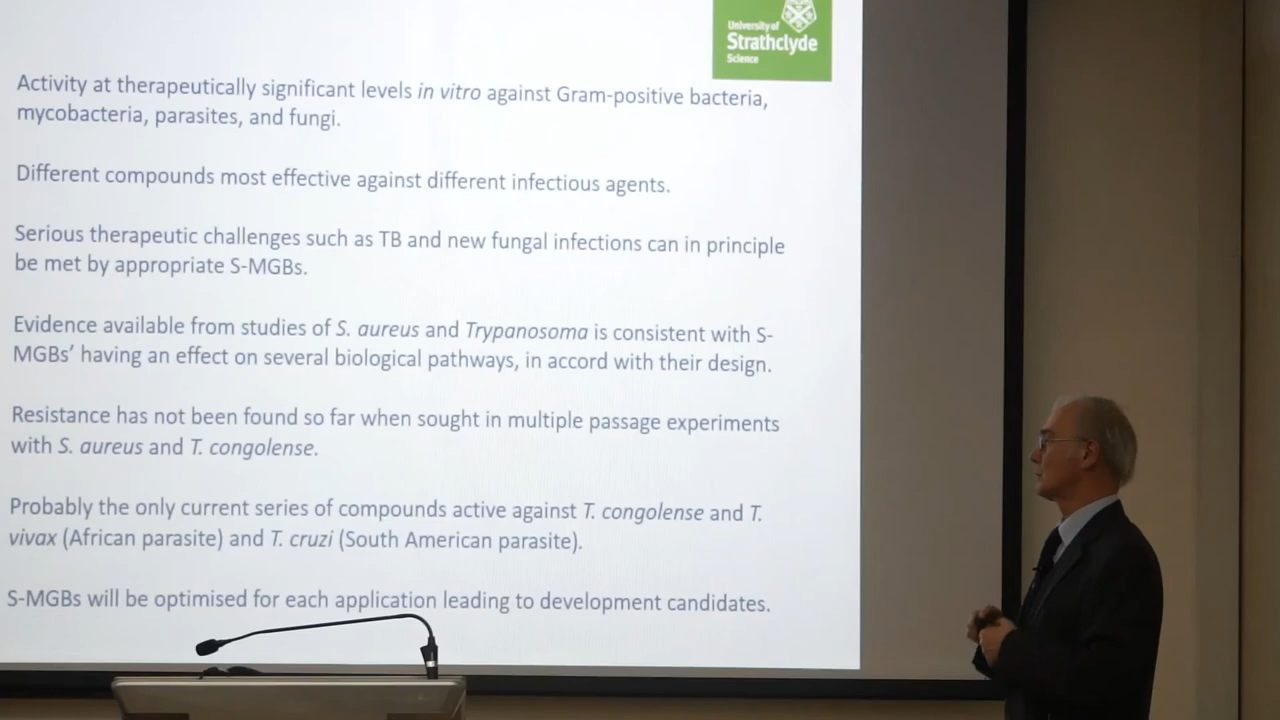 University of
Strathclyde
Science
Activity at therapeutically significant levels in vitro against Gram-positive bacteria,
mycobacteria, parasites, and fungi.
Different compounds most effective against different infectious agents.
Serious therapeutic challenges such as TB and new fungal infections can in principle
be met by appropriate S-MGBs.
Evidence available from studies of S. aureus and Trypanosoma is consistent with S-
MGBs’ having an effect on several biological pathways, in accord with their design.
Resistance has not been found so far when sought in multiple passage experiments
with S. aureus and T. congolense.
Probably the only current series of compounds active against T. congolense and T.
vivax (African parasite) and T. cruzi (South American parasite).
S-MGBs will be optimised for each application leading to development candidates.